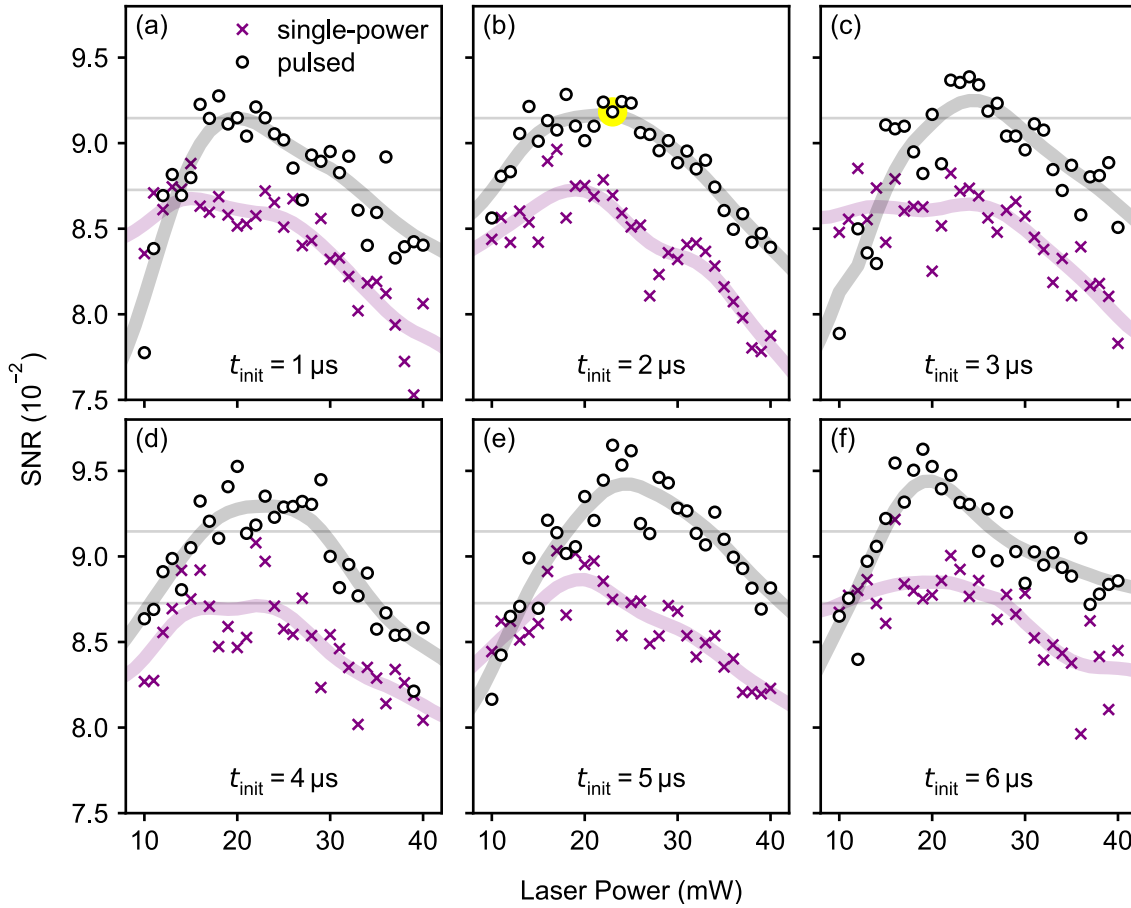 (a)
single-power
pulsed
(b)
(c)
9.5
9.0
8.5
8.0
7.5
t_init = 1 µs
t_init = 2 µs
t_init = 3 µs
SNR (10⁻²)
(d)
(e)
(f)
9.5
9.0
8.5
8.0
7.5
t_init = 4 µs
t_init = 5 µs
t_init = 6 µs
10 20 30 40
10 20 30 40
10 20 30 40
Laser Power (mW)